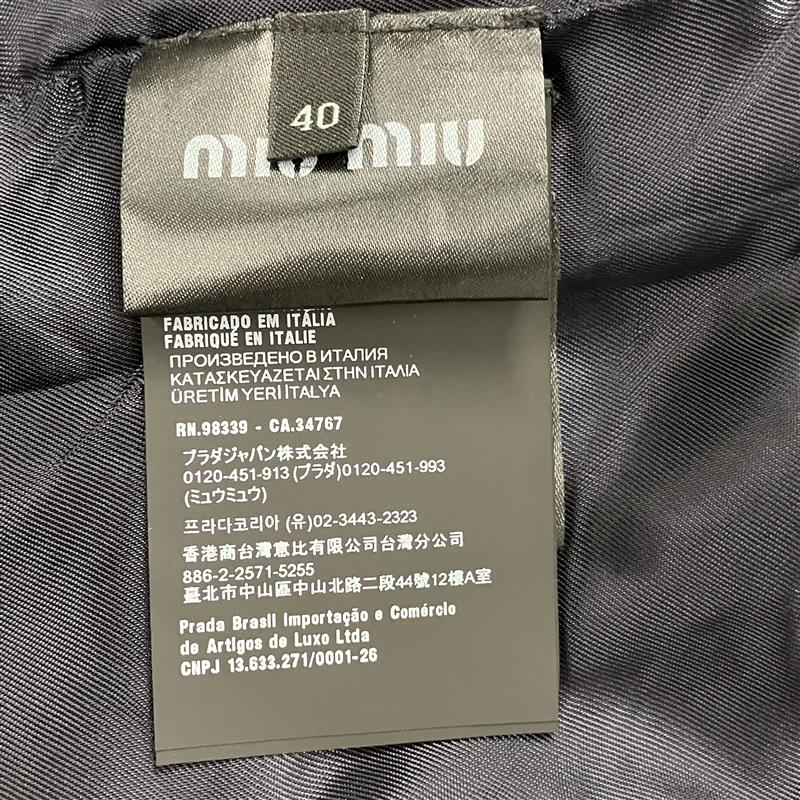 40
miu miu
FABRICADO EM ITÁLIA
FABRIQUÉ EN ITALIE
ПРОИЗВЕДЕНО В ИТАЛИЯ
ΚΑΤΑΣΚΕΥΑΖΕΤΑΙ ΣΤΗΝ ΙΤΑΛΙΑ
ÜRETİM YERİ İTALYA
RN.98339 - CA.34767
プラダジャパン株式会社
0120-451-913 (プラダ)0120-451-993
(ミュウミュウ)
프라다코리아 (유)02-3443-2323
香港商台灣意比有限公司台灣分公司
886-2-2571-5255
臺北市中山區中山北路二段44號12樓A室
Prada Brasil Importação e Comércio
de Artigos de Luxo Ltda
CNPJ 13.633.271/0001-26